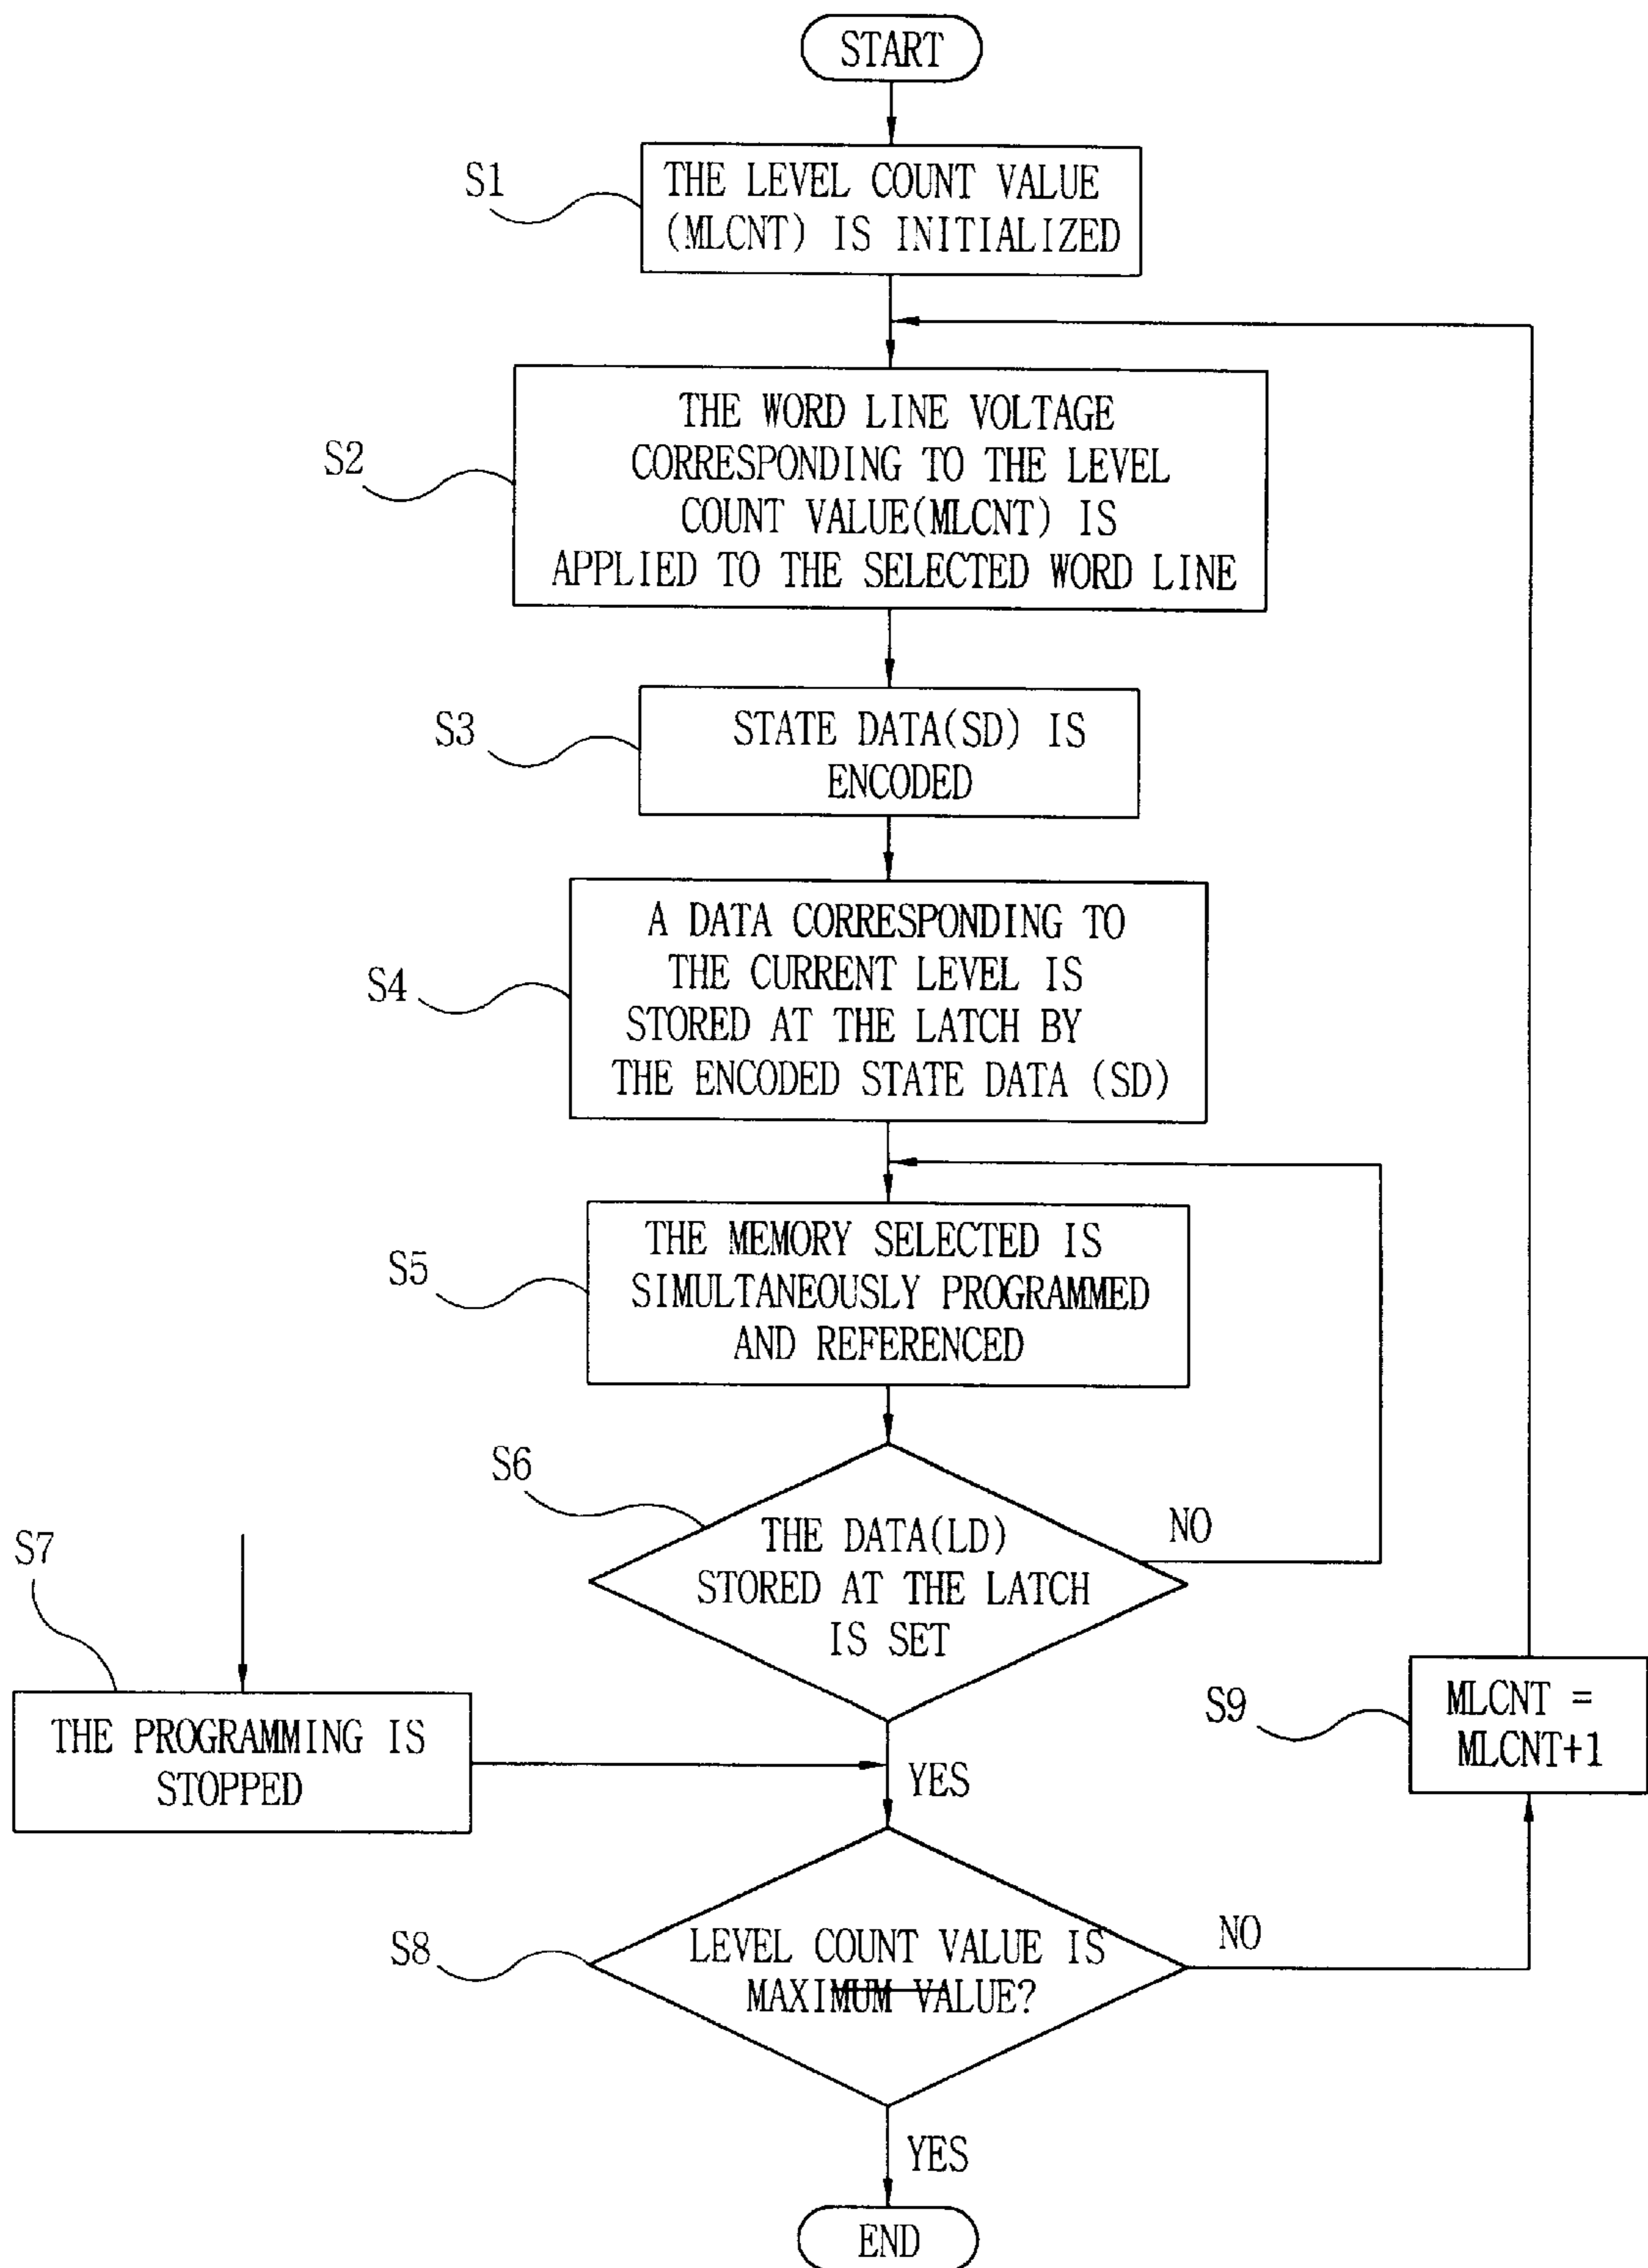 START
S1
THE LEVEL COUNT VALUE
(MLCNT) IS INITIALIZED
S2
THE WORD LINE VOLTAGE
CORRESPONDING TO THE LEVEL
COUNT VALUE(MLCNT) IS
APPLIED TO THE SELECTED WORD LINE
S3
STATE DATA(SD) IS
ENCODED
S4
A DATA CORRESPONDING TO
THE CURRENT LEVEL IS
STORED AT THE LATCH BY
THE ENCODED STATE DATA (SD)
S5
THE MEMORY SELECTED IS
SIMULTANEOUSLY PROGRAMMED
AND REFERENCED
S6
THE DATA(LD)
STORED AT THE LATCH
IS SET
NO
S7
THE PROGRAMMING IS
STOPPED
YES
S9
MLCNT =
MLCNT+1
S8
LEVEL COUNT VALUE IS
MAXIMUM VALUE?
NO
YES
END